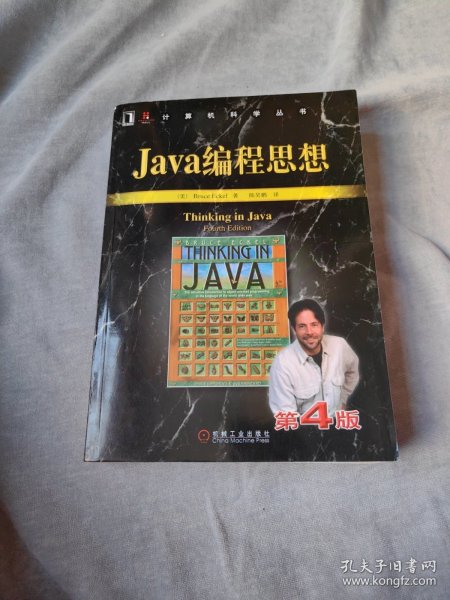 计算机科学丛书
Java编程思想
（美） Bruce Eckel 著 陈昊鹏 译
Thinking in Java
Fourth Edition
BRUCE ECKEL
THINKING IN
JAVA
第4版
机械工业出版社
China Machine Press
孔夫子旧书网
www.kongfz.com